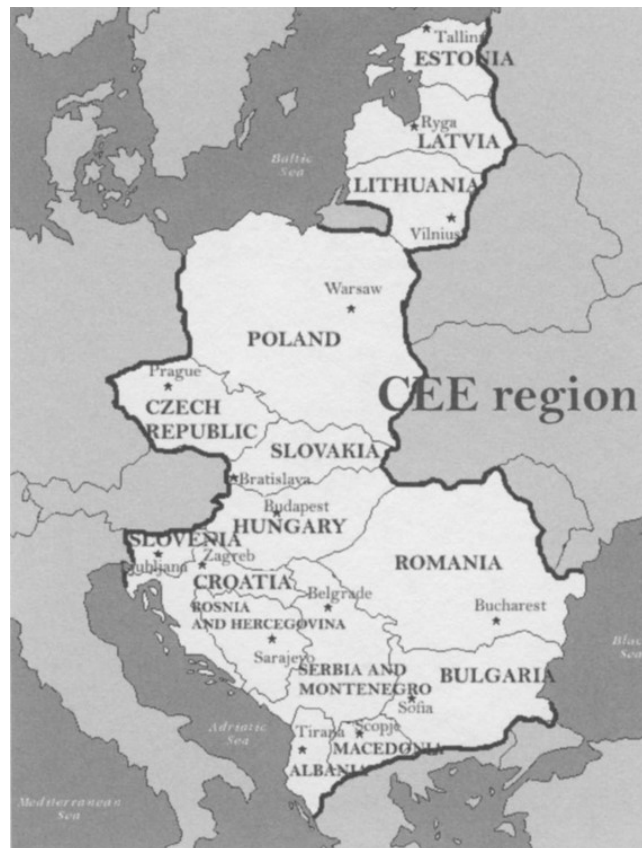 Tallinn
ESTONIA
Ryga
LATVIA
Baltic
Sea
LITHUANIA
Vilnius
Warsaw
POLAND
Prague
CZECH
REPUBLIC
CEE region
SLOVAKIA
Bratislava
Budapest
HUNGARY
SLOVENIA
Ljubljana
Zagreb
CROATIA
ROMANIA
Belgrade
BOSNIA
AND HERCEGOVINA
Bucharest
Sarajevo
Black
Sea
SERBIA AND
MONTENEGRO
BULGARIA
Sofia
Adriatic
Sea
Tirana
Scopje
MACEDONIA
ALBANIA
Mediterranean
Sea